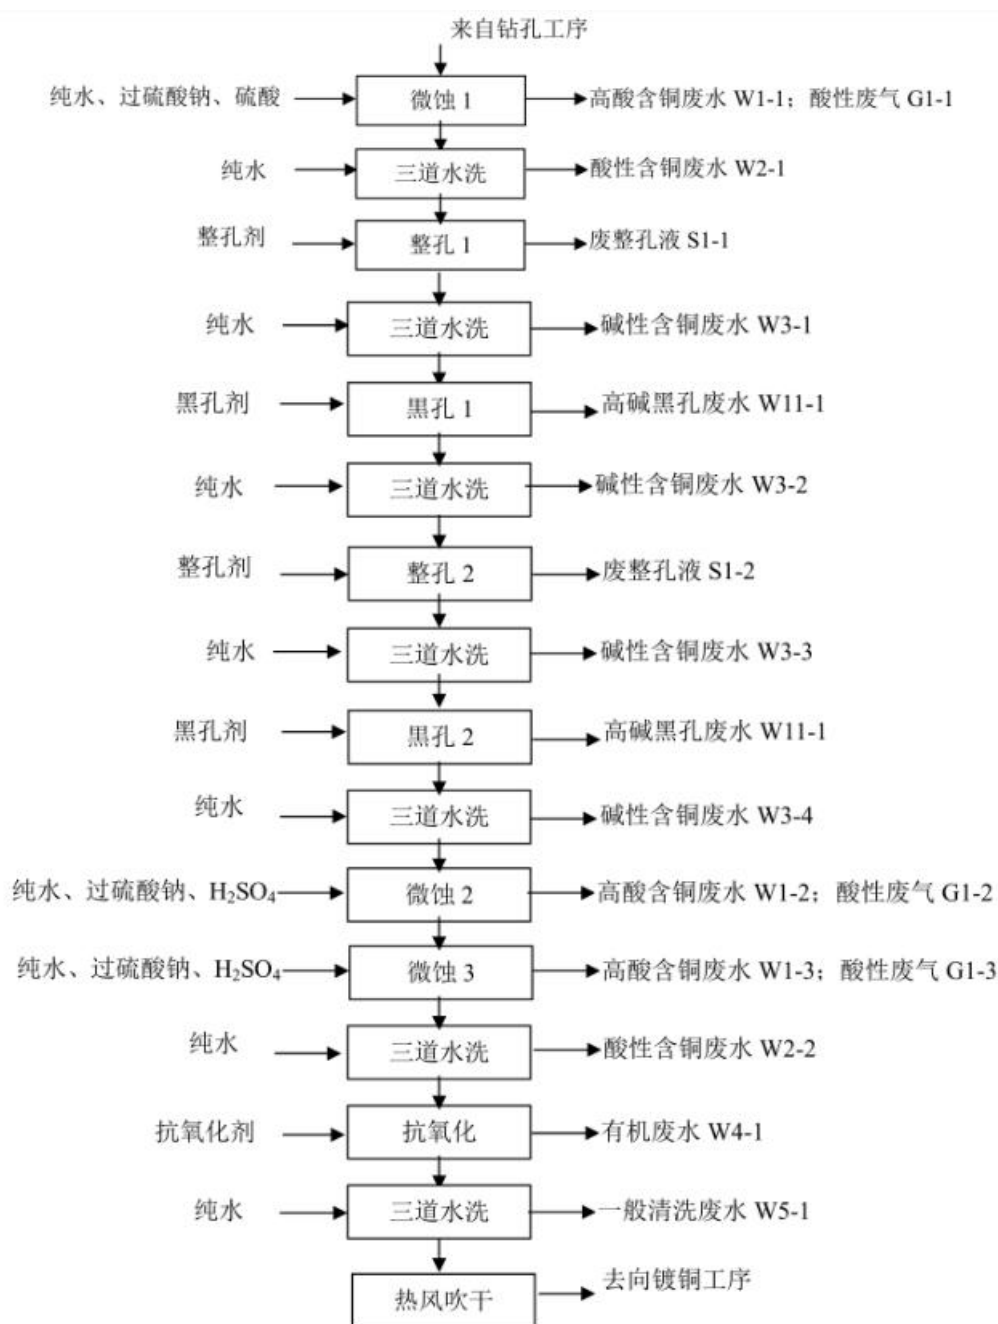 来自钻孔工序
纯水、过硫酸钠、硫酸 微蚀 1 高酸含铜废水 W1-1；酸性废气 G1-1
纯水 三道水洗 酸性含铜废水 W2-1
整孔剂 整孔 1 废整孔液 S1-1
纯水 三道水洗 碱性含铜废水 W3-1
黑孔剂 黑孔 1 高碱黑孔废水 W11-1
纯水 三道水洗 碱性含铜废水 W3-2
整孔剂 整孔 2 废整孔液 S1-2
纯水 三道水洗 碱性含铜废水 W3-3
黑孔剂 黑孔 2 高碱黑孔废水 W11-1
纯水 三道水洗 碱性含铜废水 W3-4
纯水、过硫酸钠、H₂SO₄ 微蚀 2 高酸含铜废水 W1-2；酸性废气 G1-2
纯水、过硫酸钠、H₂SO₄ 微蚀 3 高酸含铜废水 W1-3；酸性废气 G1-3
纯水 三道水洗 酸性含铜废水 W2-2
抗氧化剂 抗氧化 有机废水 W4-1
纯水 三道水洗 一般清洗废水 W5-1
热风吹干 去向镀铜工序